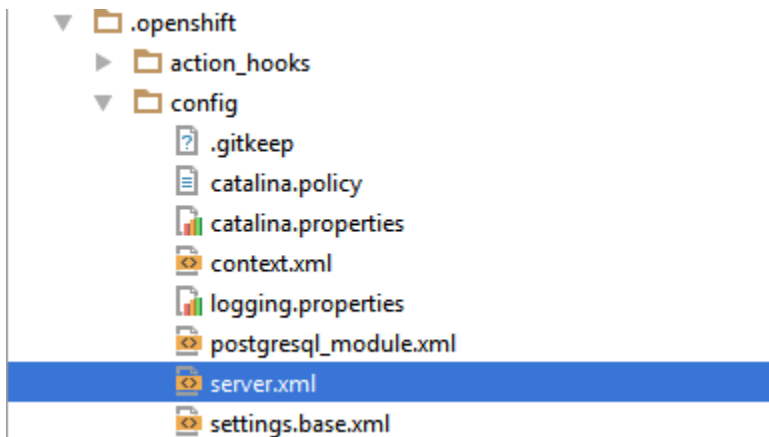 .openshift
action_hooks
config
.gitkeep
catalina.policy
catalina.properties
context.xml
logging.properties
postgresql_module.xml
server.xml
settings.base.xml